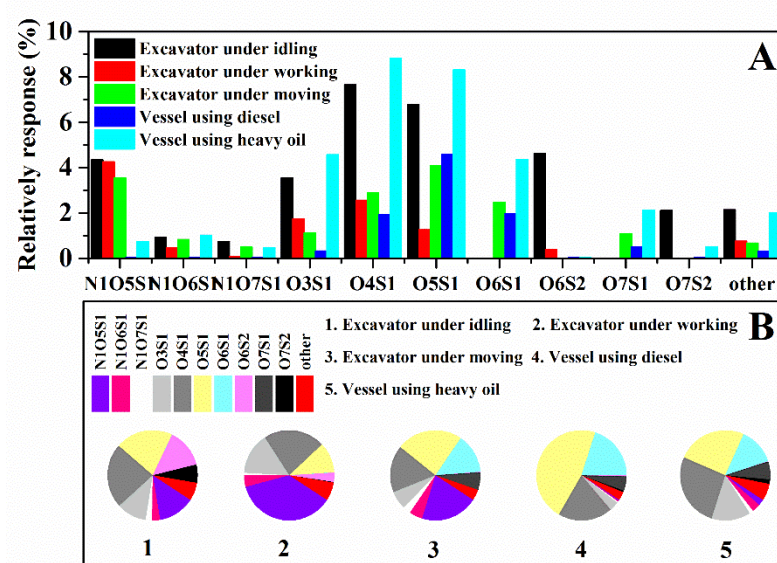 A
Relatively response (%)
10
8
6
4
2
0
Excavator under idling
Excavator under working
Excavator under moving
Vessel using diesel
Vessel using heavy oil
N1O5S1 N1O6S1 N1O7S1 O3S1 O4S1 O5S1 O6S1 O6S2 O7S1 O7S2 other
B
N1O5S1
N1O6S1
N1O7S1
O3S1
O4S1
O5S1
O6S1
O6S2
O7S1
O7S2
other
1. Excavator under idling 2. Excavator under working
3. Excavator under moving 4. Vessel using diesel
5. Vessel using heavy oil
1 2 3 4 5